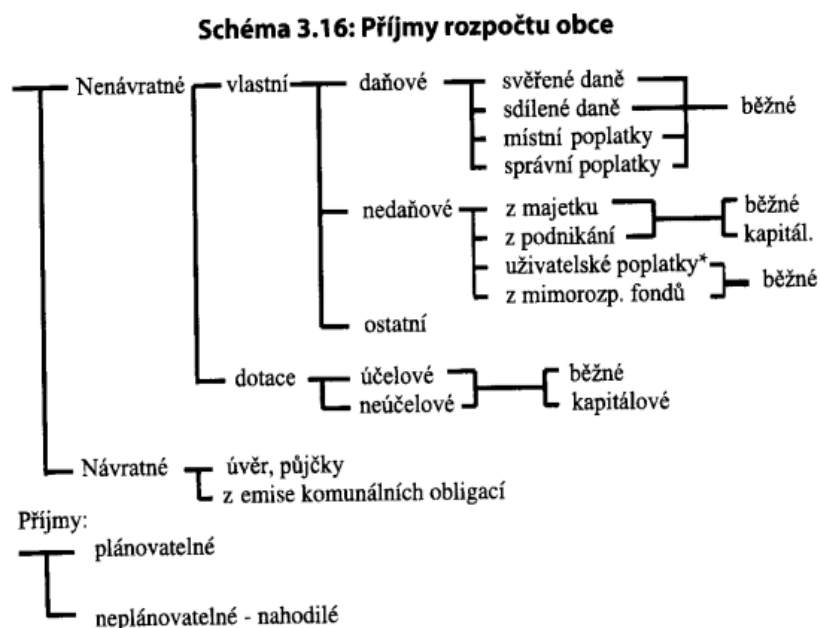 Schéma 3.16: Příjmy rozpočtu obce
Nenávratné vlastní daňové svěřené daně běžné
sdílené daně
místní poplatky
správní poplatky
nedaňové z majetku běžné
z podnikání kapitál.
uživatelské poplatky* běžné
z mimorozp. fondů
ostatní
dotace účelové běžné
neúčelové kapitálové
Návratné úvěr, půjčky
z emise komunálních obligací
Příjmy:
plánovatelné
neplánovatelné - nahodilé